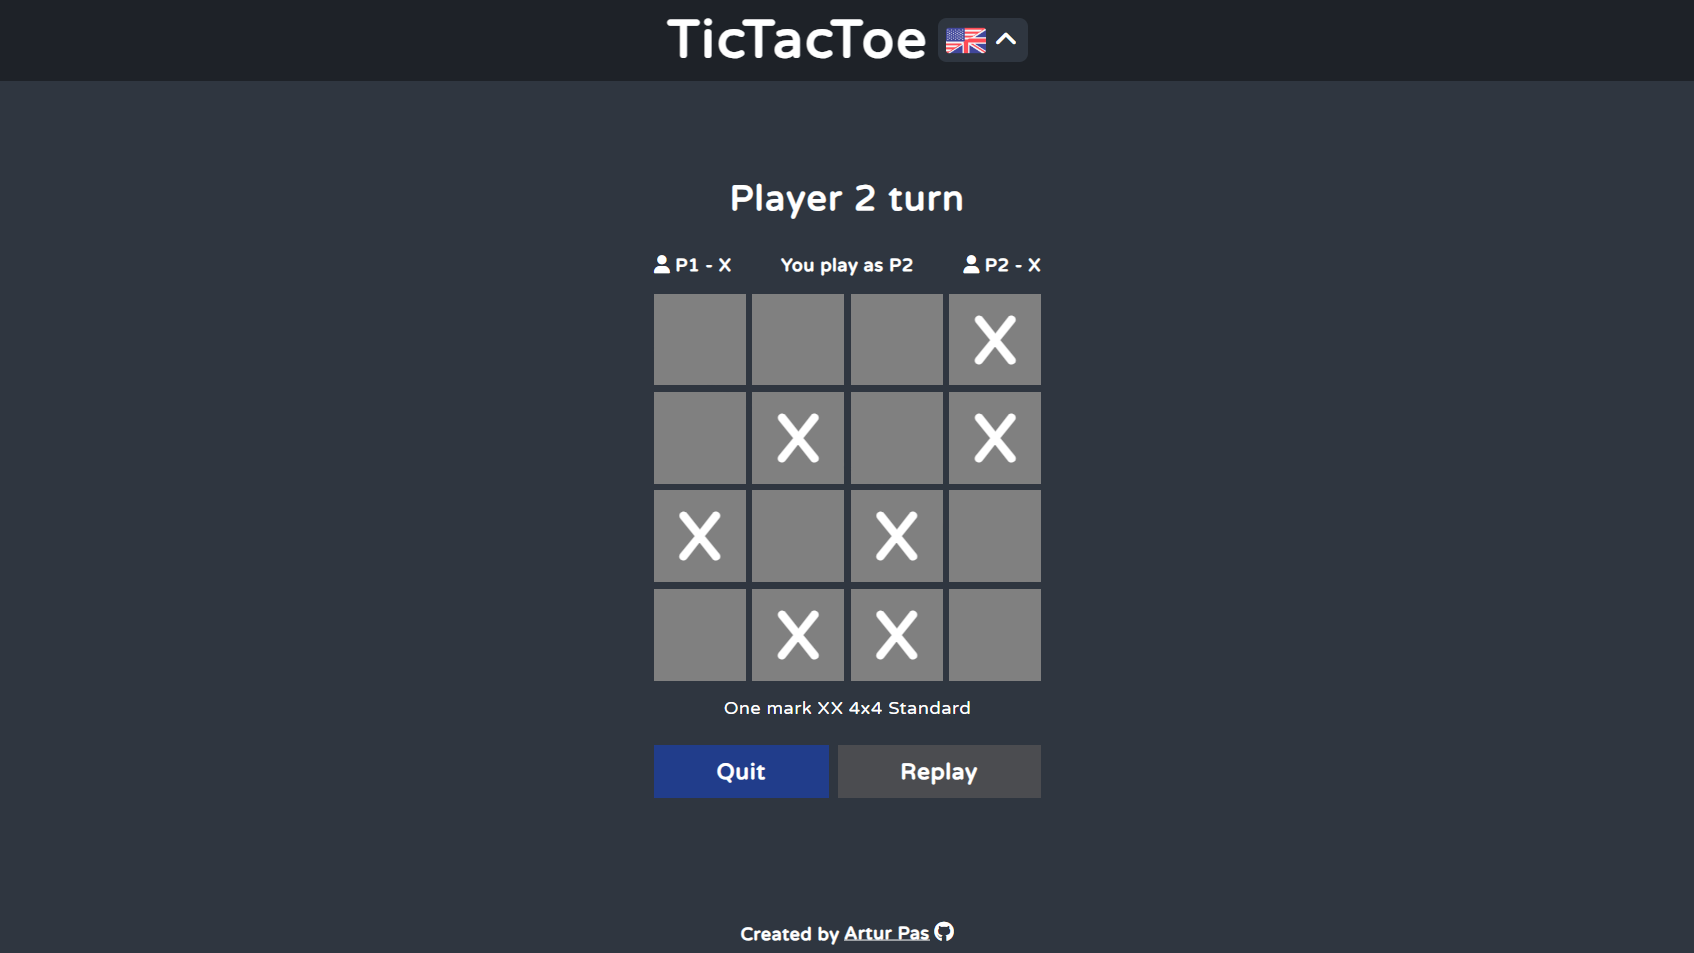 TicTacToe
Player 2 turn
P1 - X You play as P2 P2 - X
X
X X
X X
X X
One mark XX 4x4 Standard
Quit Replay
Created by Artur Pas